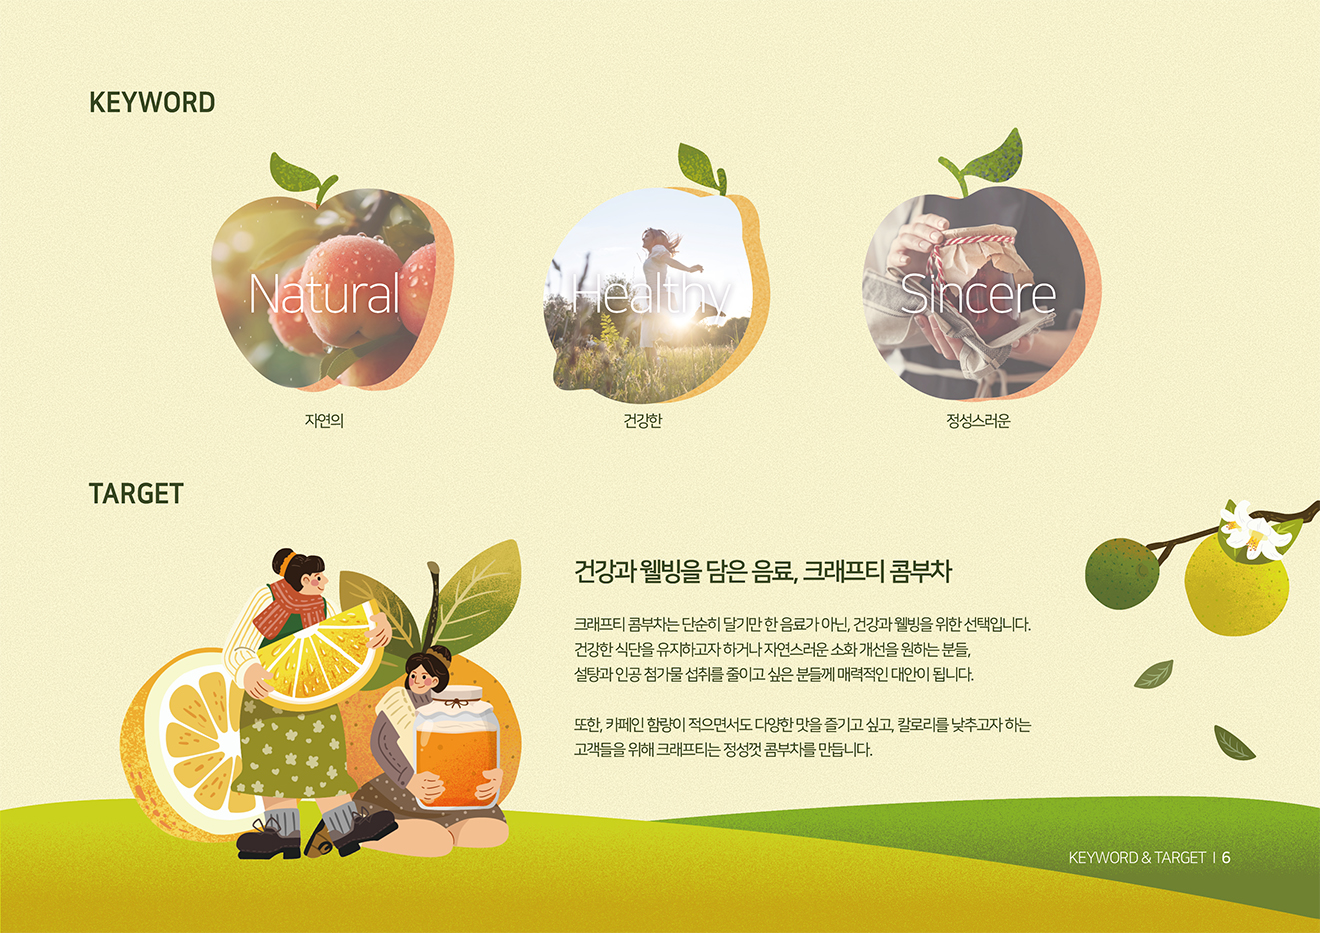 KEYWORD
Natural
Healthy
Sincere
자연의
건강한
정성스러운
TARGET
건강과 웰빙을 담은 음료, 크래프티 콤부차
크래프티 콤부차는 단순히 달기만 한 음료가 아닌, 건강과 웰빙을 위한 선택입니다.
건강한 식단을 유지하고자 하거나 자연스러운 소화 개선을 원하는 분들,
설탕과 인공 첨가물 섭취를 줄이고 싶은 분들께 매력적인 대안이 됩니다.
또한, 카페인 함량이 적으면서도 다양한 맛을 즐기고 싶고, 칼로리를 낮추고자 하는
고객들을 위해 크래프티는 정성껏 콤부차를 만듭니다.
KEYWORD & TARGET | 6